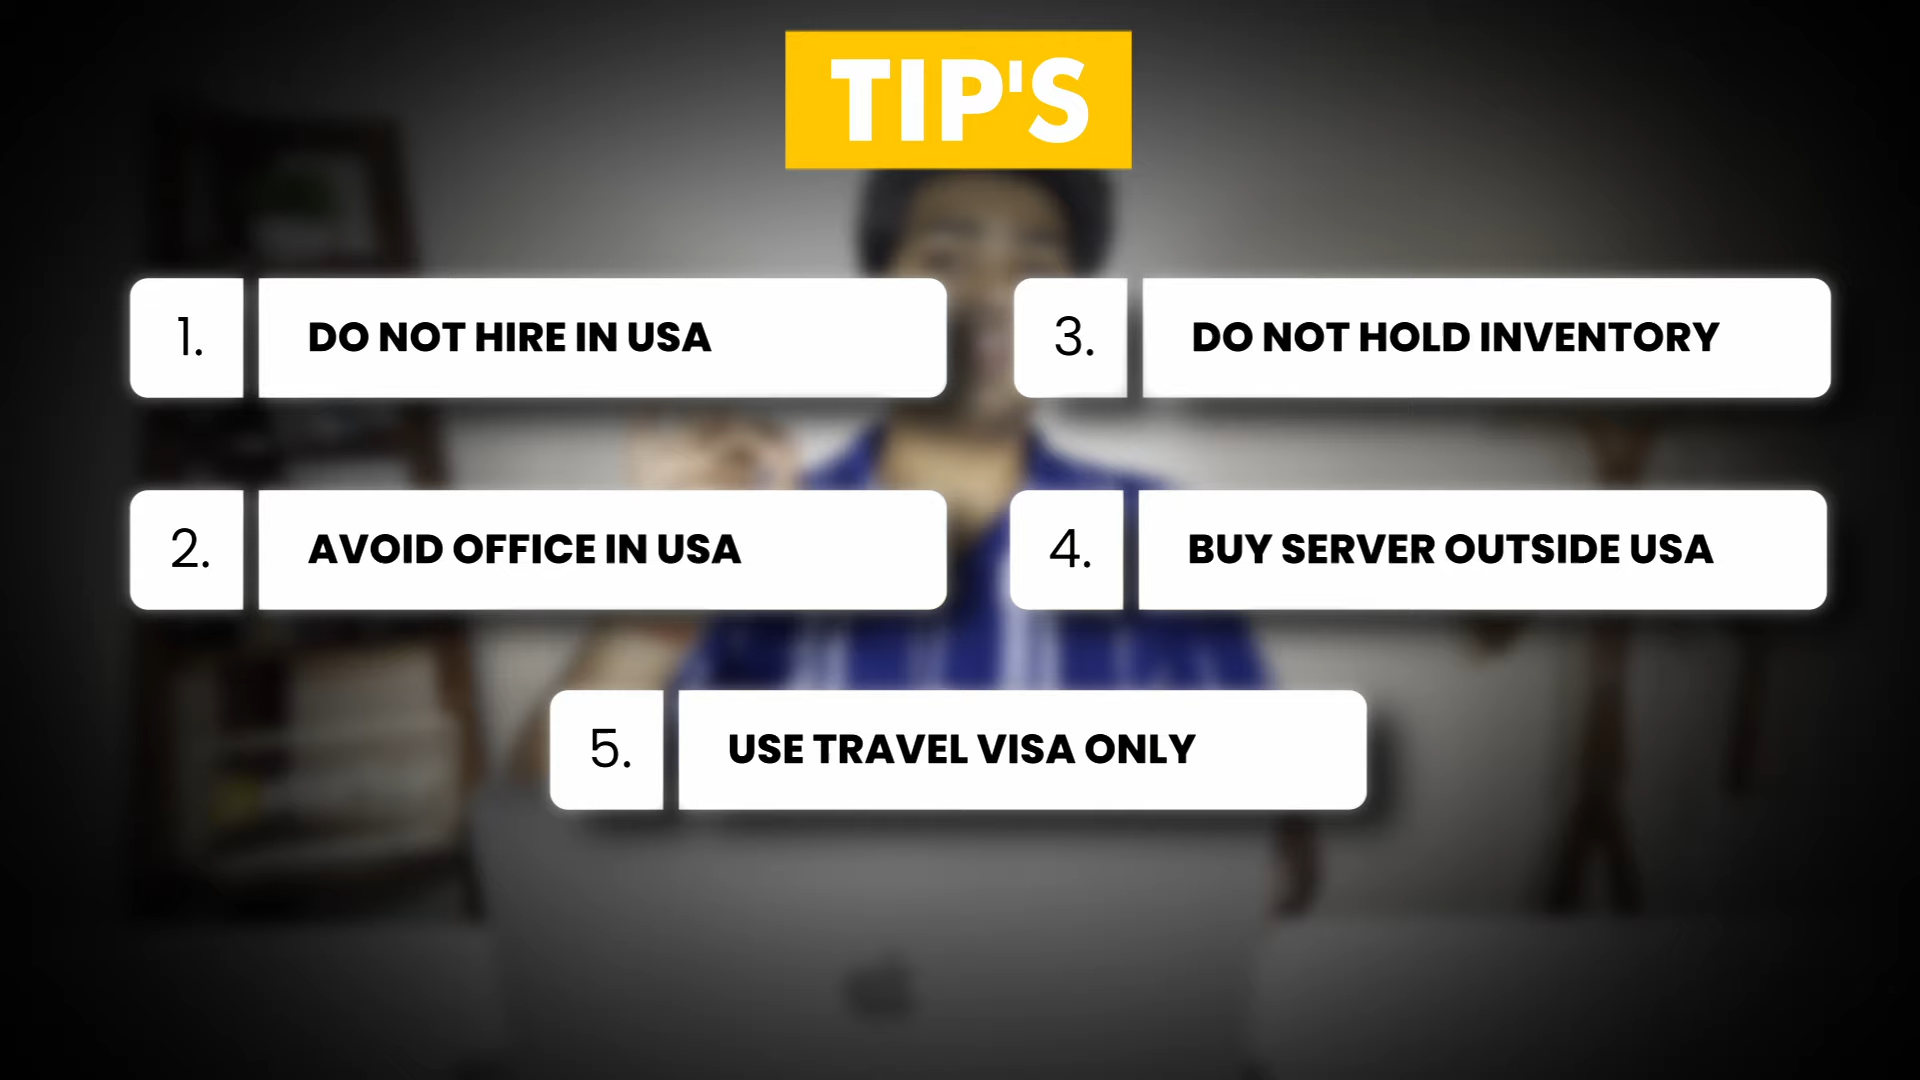 TIP'S
1. DO NOT HIRE IN USA
2. AVOID OFFICE IN USA
3. DO NOT HOLD INVENTORY
4. BUY SERVER OUTSIDE USA
5. USE TRAVEL VISA ONLY